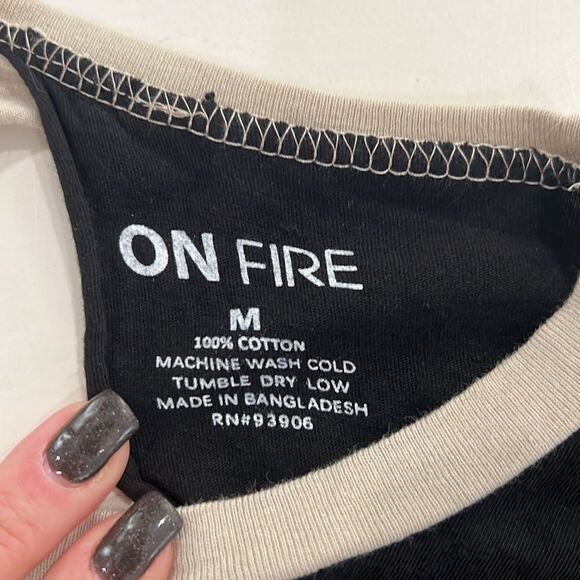 ON FIRE
M
100% COTTON
MACHINE WASH COLD
TUMBLE DRY LOW
MADE IN BANGLADESH
RN#93906